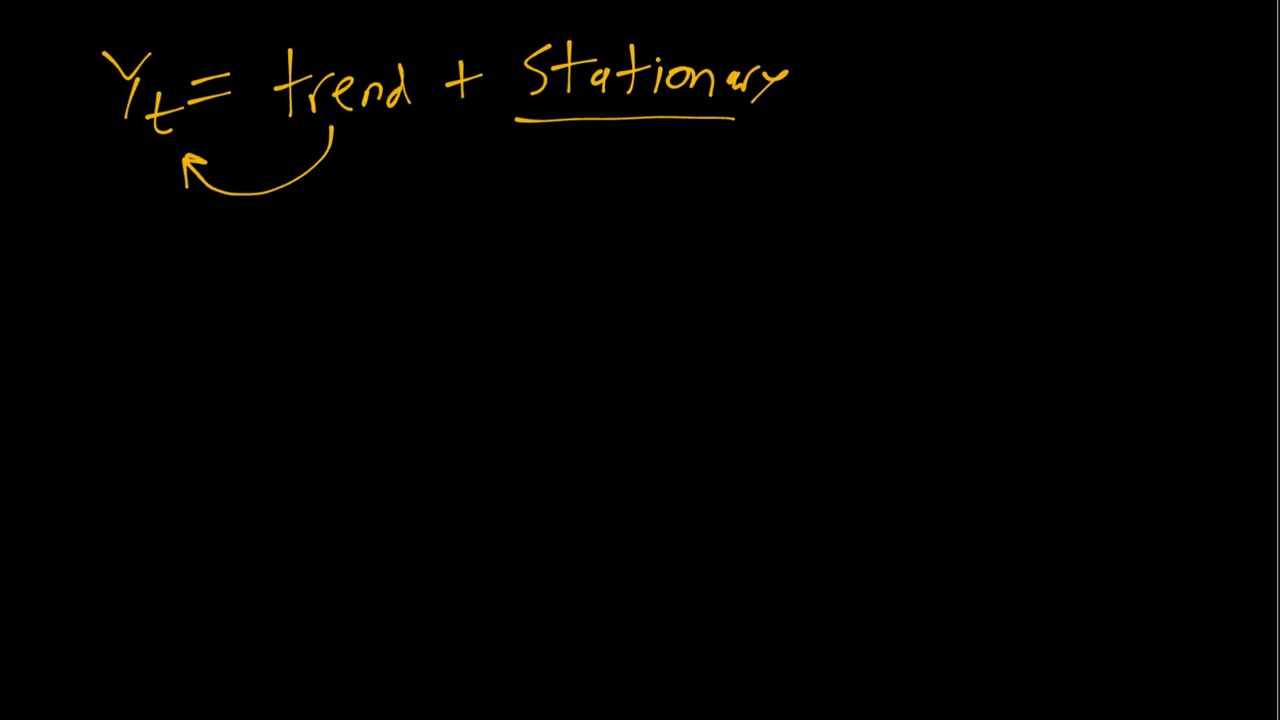 Yt = trend + Stationary